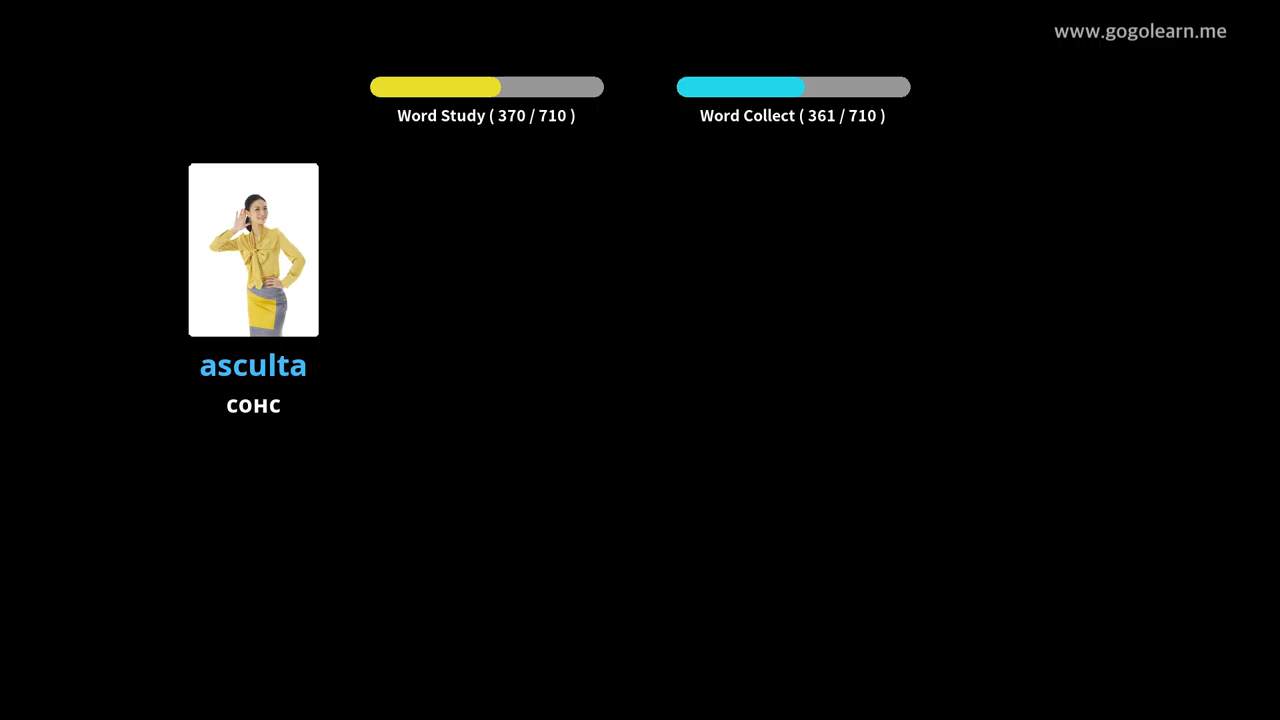 www.gogolearn.me
Word Study ( 370 / 710 )
Word Collect ( 361 / 710 )
asculta
сонс